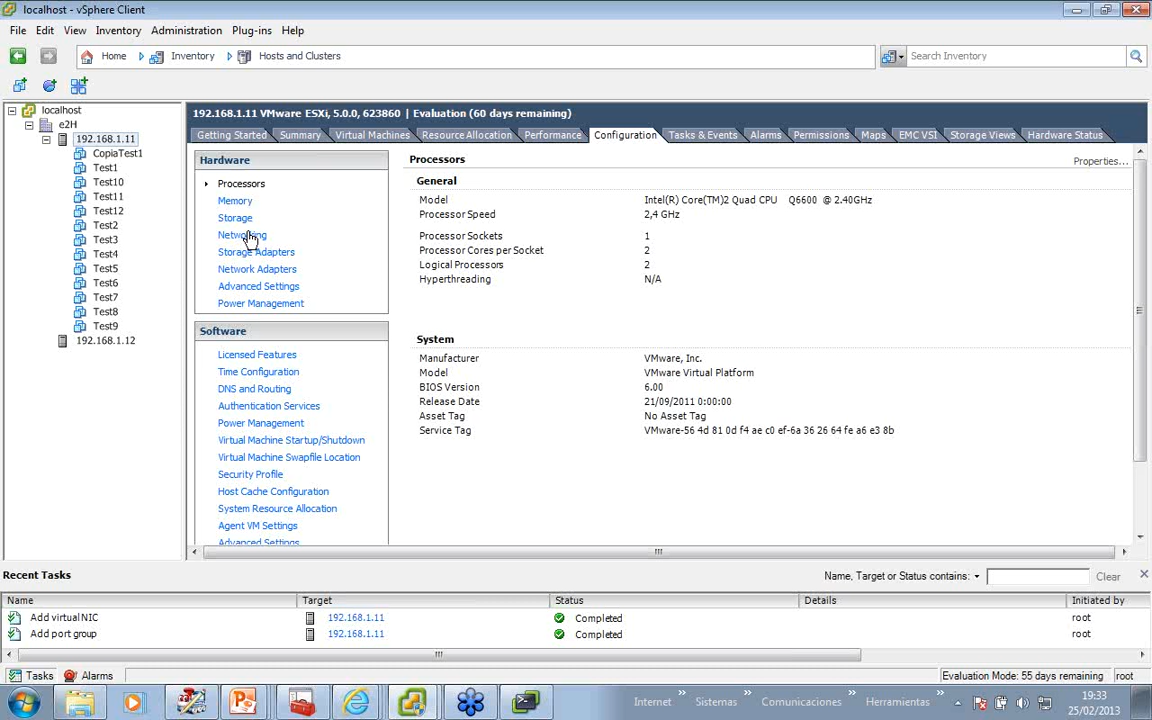 localhost - vSphere Client
File Edit View Inventory Administration Plug-ins Help
Home Inventory Hosts and Clusters Search Inventory
localhost
e2H
192.168.1.11
CopiaTest1
Test1
Test10
Test11
Test12
Test2
Test3
Test4
Test5
Test6
Test7
Test8
Test9
192.168.1.12
192.168.1.11 VMware ESXi, 5.0.0, 623860 | Evaluation (60 days remaining)
Getting Started Summary Virtual Machines Resource Allocation Performance Configuration Tasks & Events Alarms Permissions Maps EMC VSI Storage Views Hardware Status
Hardware
Processors
Memory
Storage
Networking
Storage Adapters
Network Adapters
Advanced Settings
Power Management
Software
Licensed Features
Time Configuration
DNS and Routing
Authentication Services
Power Management
Virtual Machine Startup/Shutdown
Virtual Machine Swapfile Location
Security Profile
Host Cache Configuration
System Resource Allocation
Agent VM Settings
Advanced Settings
Processors
Properties...
General
Model Intel(R) Core(TM)2 Quad CPU Q6600 @ 2.40GHz
Processor Speed 2,4 GHz
Processor Sockets 1
Processor Cores per Socket 2
Logical Processors 2
Hyperthreading N/A
System
Manufacturer VMware, Inc.
Model VMware Virtual Platform
BIOS Version 6.00
Release Date 21/09/2011 0:00:00
Asset Tag No Asset Tag
Service Tag VMware-56 4d 81 0d f4 ae c0 ef-6a 36 26 64 fe a6 e3 8b
Recent Tasks Name, Target or Status contains: Clear
Name Target Status Details Initiated by
Add virtual NIC 192.168.1.11 Completed root
Add port group 192.168.1.11 Completed root
Tasks Alarms Evaluation Mode: 55 days remaining root
Internet » Sistemas » Comunicaciones » Herramientas » 19:33
25/02/2013